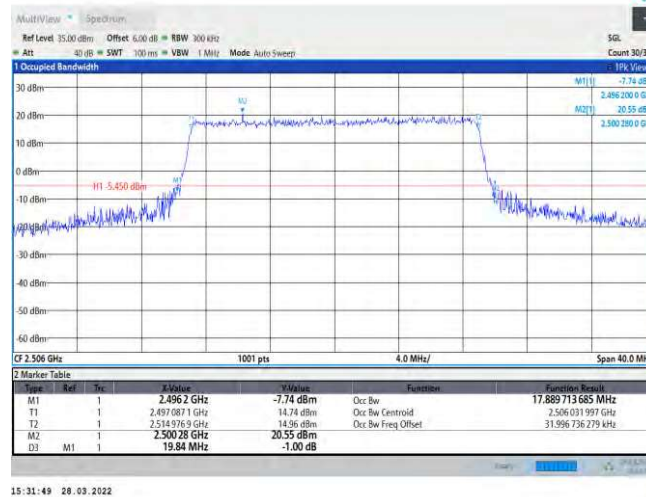 MultiView Spectrum
Ref Level 35.00 dBm Offset 6.00 dB RBW 300 kHz SGL
Att 40 dB SWT 100 ms VBW 1 MHz Mode Auto Sweep Count 30/3
1 Occupied Bandwidth 1Pk View
M1[1] -7.74 dB
30 dBm 2.496 200 0 G
M2 M2[1] 20.55 dB
20 dBm T1 T2 2.500 280 0 G
10 dBm
0 dBm
H1 -5.450 dBm M1
-10 dBm
-20 dBm
-30 dBm
-40 dBm
-50 dBm
-60 dBm
CF 2.506 GHz 1001 pts 4.0 MHz/ Span 40.0 MH
2 Marker Table
Type Ref Trc X-Value Y-Value Function Function Result
M1 1 2.496 2 GHz -7.74 dBm Occ Bw 17.889 713 685 MHz
T1 1 2.497 087 1 GHz 14.74 dBm Occ Bw Centroid 2.506 031 997 GHz
T2 1 2.514 976 9 GHz 14.96 dBm Occ Bw Freq Offset 31.996 736 279 kHz
M2 1 2.500 28 GHz 20.55 dBm
D3 M1 1 19.84 MHz -1.00 dB
15:31:49 28.03.2022